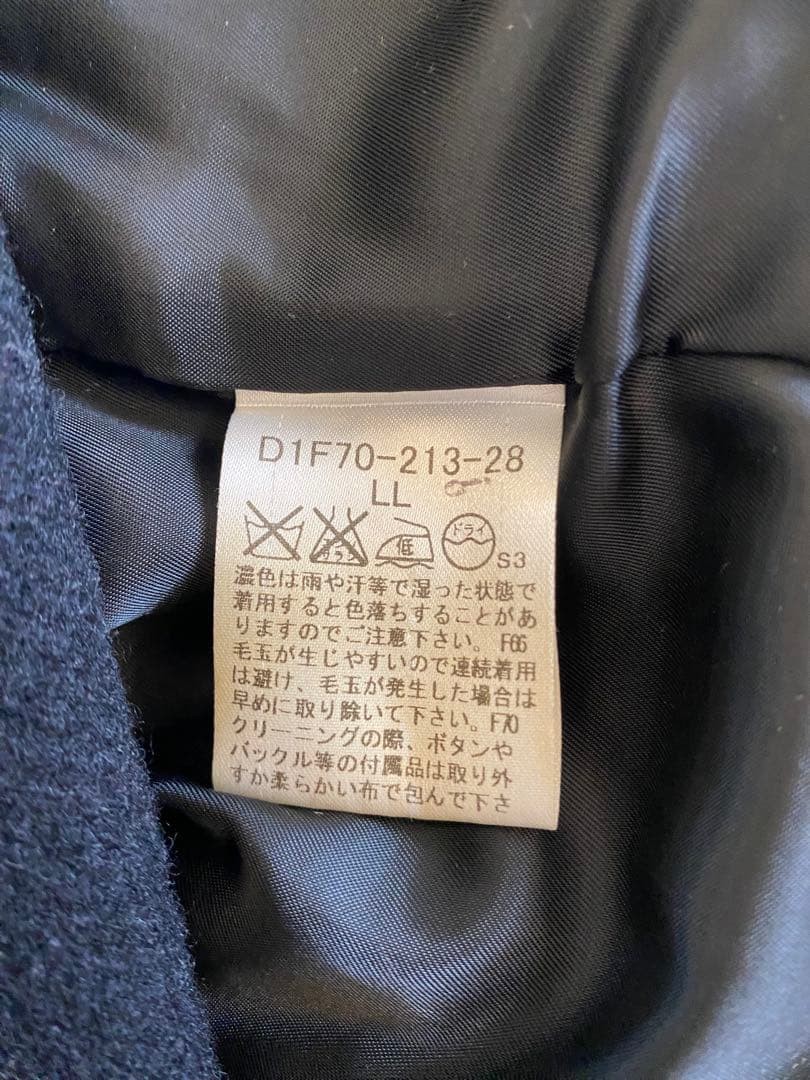 D1F70-213-28
LL
低 ドライ S3
濃色は雨や汗等で湿った状態で
着用すると色落ちすることがあ
りますのでご注意下さい。F66
毛玉が生じやすいので連続着用
は避け、毛玉が発生した場合は
早めに取り除いて下さい。F70
クリーニングの際、ボタンや
バックル等の付属品は取り外
すか柔らかい布で包んで下さ